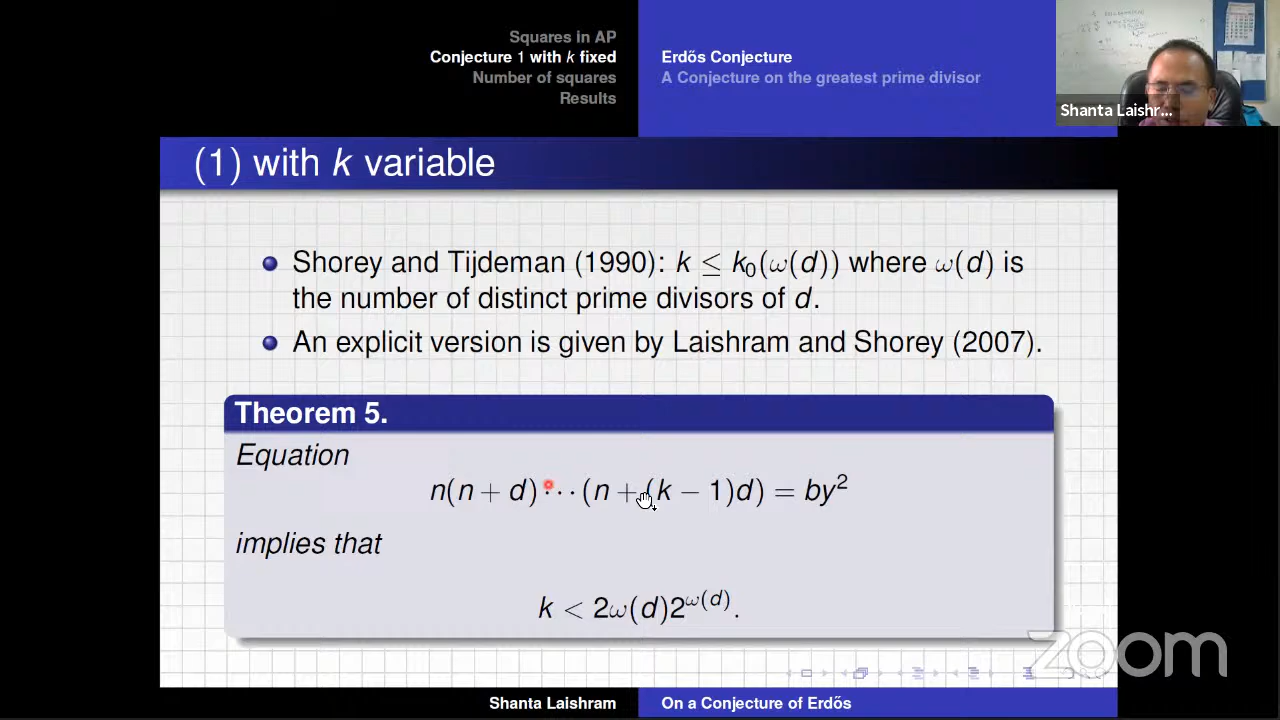 Squares in AP
Conjecture 1 with k fixed
Number of squares
Results
Erdős Conjecture
A Conjecture on the greatest prime divisor
Shanta Laishr...
(1) with k variable
Shorey and Tijdeman (1990): k ≤ k₀(ω(d)) where ω(d) is
the number of distinct prime divisors of d.
An explicit version is given by Laishram and Shorey (2007).
Theorem 5.
Equation
n(n + d) ··· (n + (k − 1)d) = by²
implies that
k < 2ω(d)2^{ω(d)}.
zoom
Shanta Laishram
On a Conjecture of Erdős